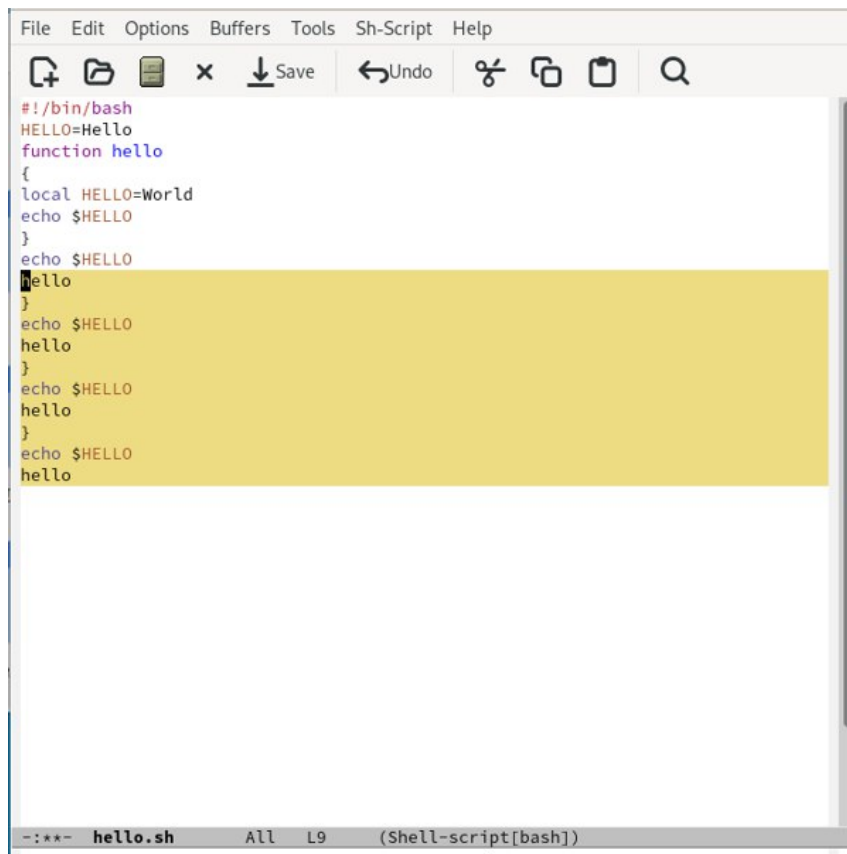 File Edit Options Buffers Tools Sh-Script Help
Save Undo
#!/bin/bash
HELLO=Hello
function hello
{
local HELLO=World
echo $HELLO
}
echo $HELLO
hello
}
echo $HELLO
hello
}
echo $HELLO
hello
}
echo $HELLO
hello
-:**- hello.sh All L9 (Shell-script[bash])